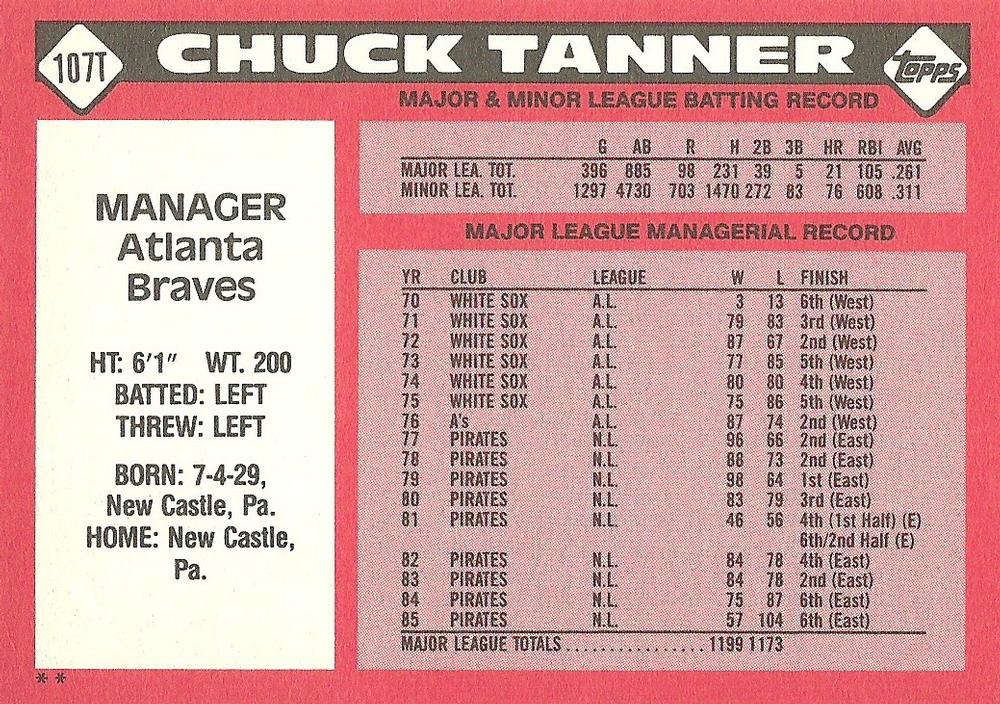 107T CHUCK TANNER topps
MAJOR & MINOR LEAGUE BATTING RECORD
G AB R H 2B 3B HR RBI AVG
MAJOR LEA. TOT. 396 885 98 231 39 5 21 105 .261
MINOR LEA. TOT. 1297 4730 703 1470 272 83 76 608 .311
MANAGER
Atlanta
Braves
HT: 6'1" WT. 200
BATTED: LEFT
THREW: LEFT
BORN: 7-4-29,
New Castle, Pa.
HOME: New Castle,
Pa.
MAJOR LEAGUE MANAGERIAL RECORD
YR CLUB LEAGUE W L FINISH
70 WHITE SOX A.L. 3 13 6th (West)
71 WHITE SOX A.L. 79 83 3rd (West)
72 WHITE SOX A.L. 87 67 2nd (West)
73 WHITE SOX A.L. 77 85 5th (West)
74 WHITE SOX A.L. 80 80 4th (West)
75 WHITE SOX A.L. 75 86 5th (West)
76 A's A.L. 87 74 2nd (West)
77 PIRATES N.L. 96 66 2nd (East)
78 PIRATES N.L. 88 73 2nd (East)
79 PIRATES N.L. 98 64 1st (East)
80 PIRATES N.L. 83 79 3rd (East)
81 PIRATES N.L. 46 56 4th (1st Half) (E)
6th/2nd Half (E)
82 PIRATES N.L. 84 78 4th (East)
83 PIRATES N.L. 84 78 2nd (East)
84 PIRATES N.L. 75 87 6th (East)
85 PIRATES N.L. 57 104 6th (East)
MAJOR LEAGUE TOTALS................1199 1173
* *